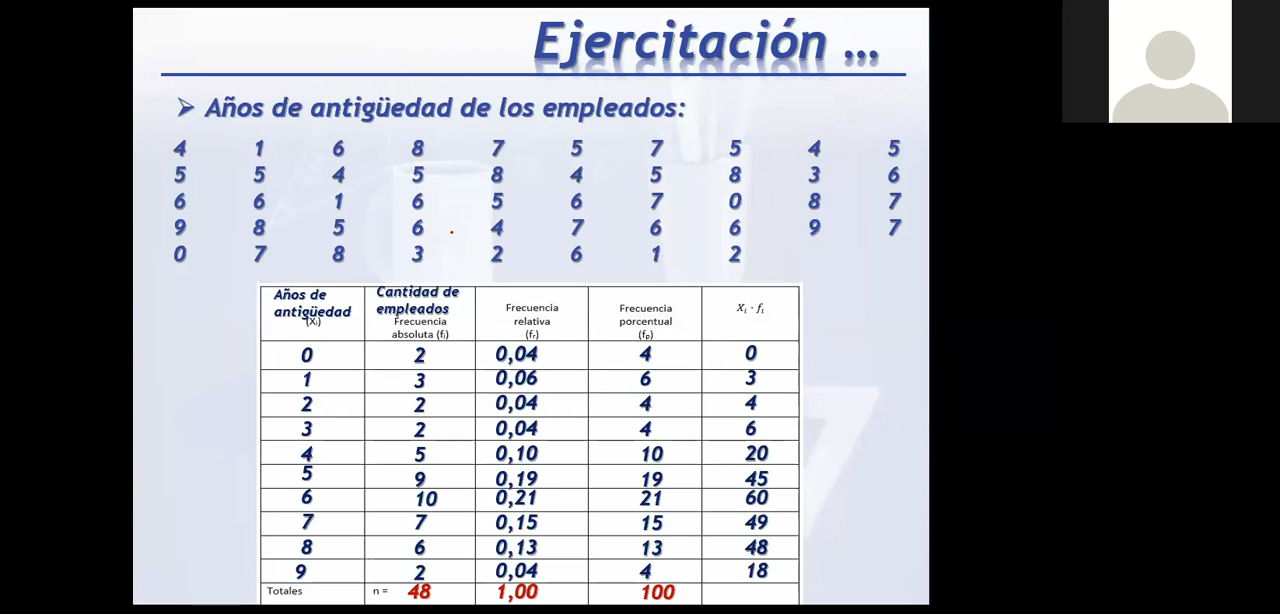 Ejercitación ...
➢ Años de antigüedad de los empleados:
4 1 6 8 7 5 7 5 4 5
5 5 4 5 8 4 5 8 3 6
6 6 1 6 5 6 7 0 8 7
9 8 5 6 4 7 6 6 9 7
0 7 8 3 2 6 1 2
Años de antigüedad (Xᵢ) Cantidad de empleados Frecuencia absoluta (fᵢ) Frecuencia relativa (fᵣ) Frecuencia porcentual (fₚ) Xᵢ · fᵢ
0 2 0,04 4 0
1 3 0,06 6 3
2 2 0,04 4 4
3 2 0,04 4 6
4 5 0,10 10 20
5 9 0,19 19 45
6 10 0,21 21 60
7 7 0,15 15 49
8 6 0,13 13 48
9 2 0,04 4 18
Totales n = 48 1,00 100